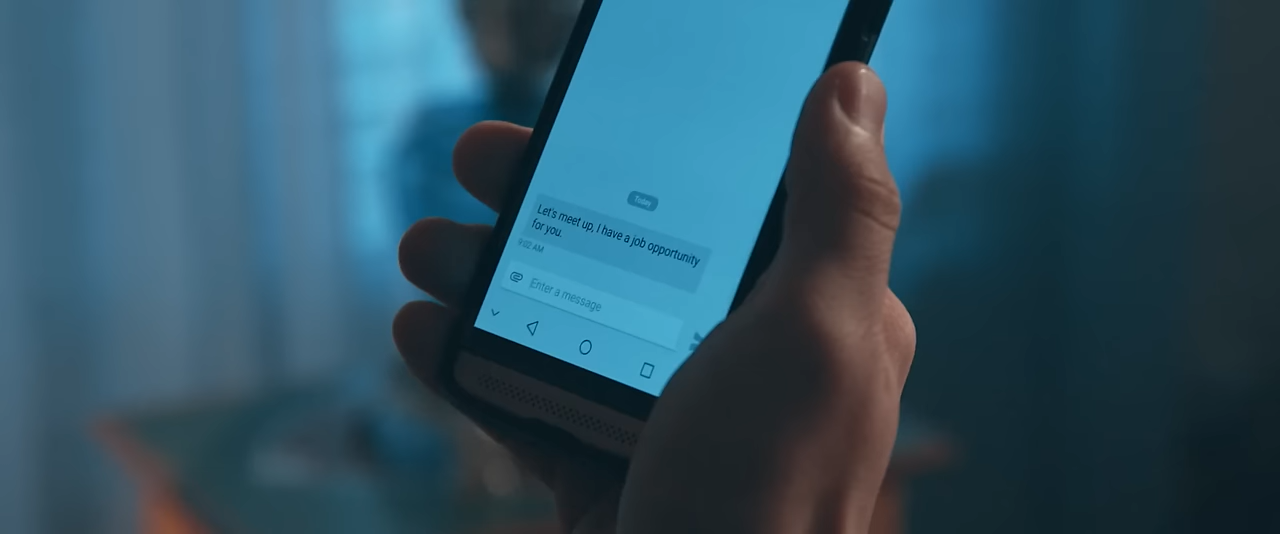 Today
Let's meet up, I have a job opportunity
for you.
9:02 AM
Enter a message